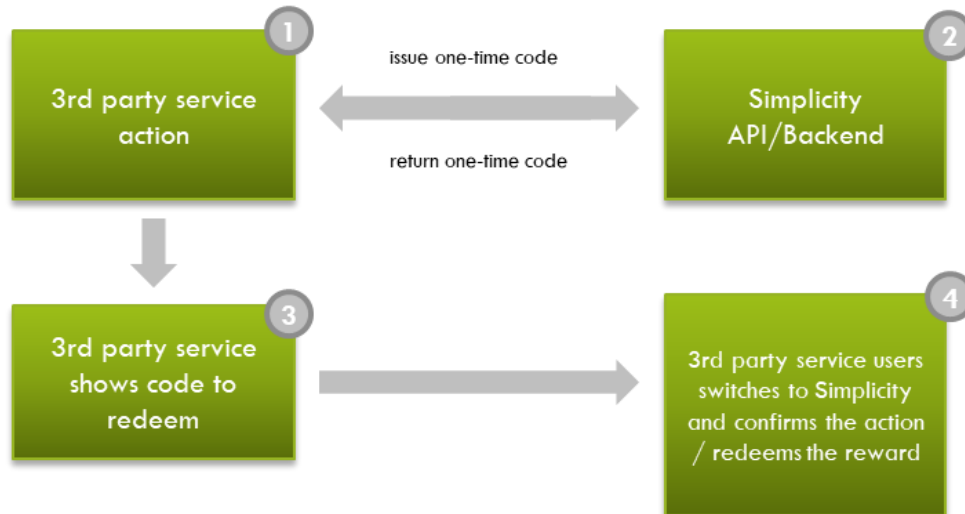 1
3rd party service
action
issue one-time code
return one-time code
2
Simplicity
API/Backend
3
3rd party service
shows code to
redeem
4
3rd party service users
switches to Simplicity
and confirms the action
/ redeems the reward